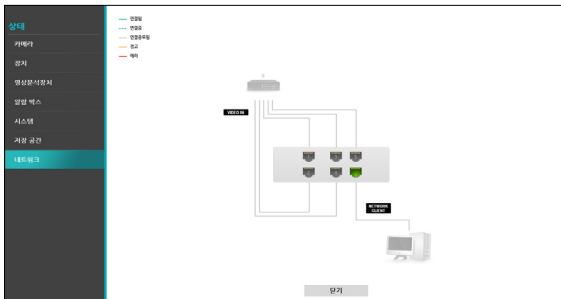 상태
카메라
장치
영상분석장치
알람 박스
시스템
저장 공간
네트워크
연결됨
연결중
연결종료됨
경고
에러
VIDEO IN
NETWORK
CLIENT
닫기